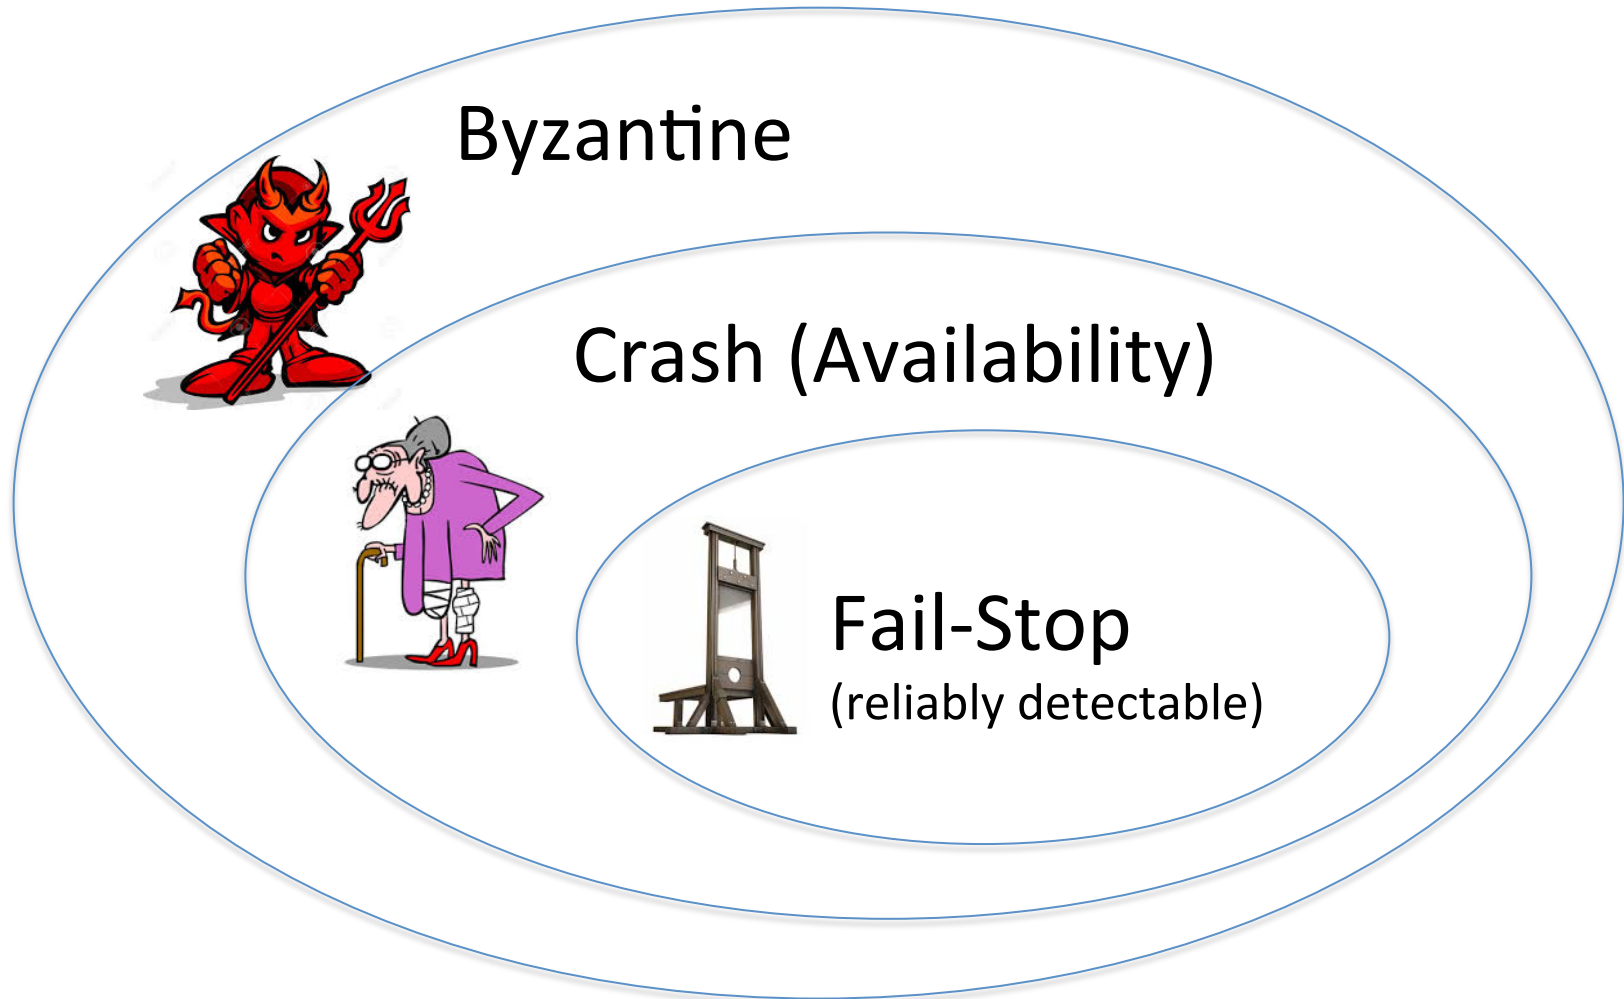 Byzantine
Crash (Availability)
Fail-Stop
(reliably detectable)